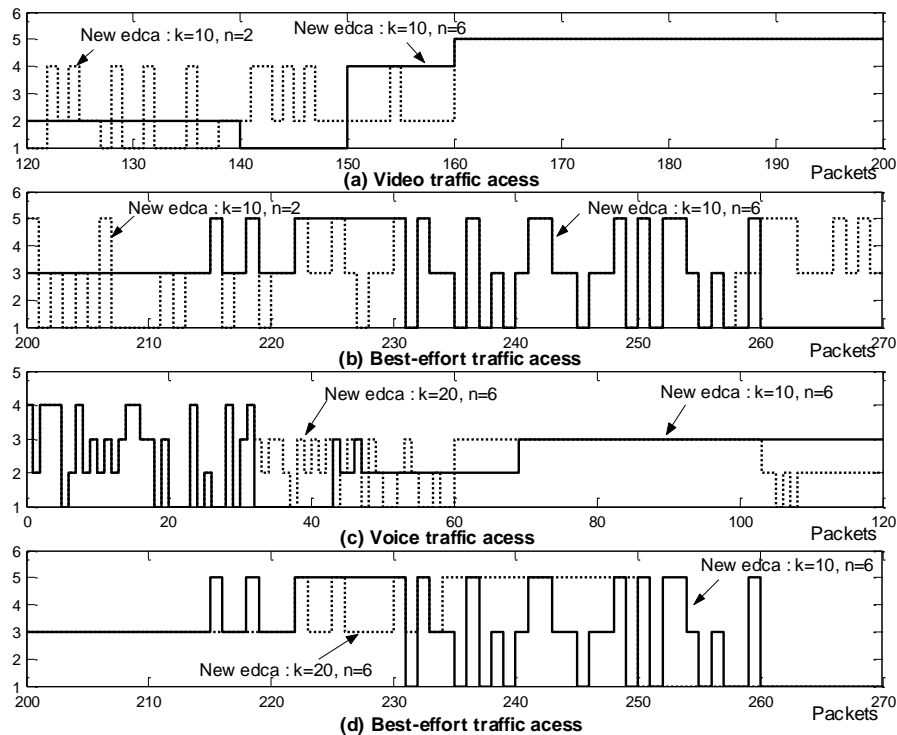 6
5
4
3
2
1
New edca : k=10, n=2
New edca : k=10, n=6
120 130 140 150 160 170 180 190 200
Packets
(a) Video traffic acess
6
5
4
3
2
1
New edca : k=10, n=2
New edca : k=10, n=6
200 210 220 230 240 250 260 270
Packets
(b) Best-effort traffic acess
5
4
3
2
1
New edca : k=20, n=6
New edca : k=10, n=6
0 20 40 60 80 100 120
Packets
(c) Voice traffic acess
6
5
4
3
2
1
New edca : k=10, n=6
New edca : k=20, n=6
200 210 220 230 240 250 260 270
Packets
(d) Best-effort traffic acess